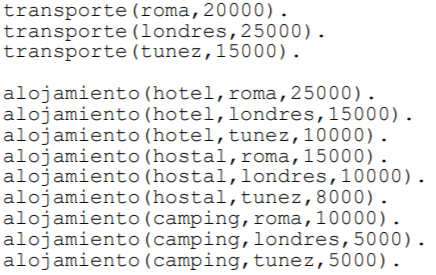 transporte(roma,20000).
transporte(londres,25000).
transporte(tunez,15000).
alojamiento(hotel,roma,25000).
alojamiento(hotel,londres,15000).
alojamiento(hotel,tunez,10000).
alojamiento(hostal,roma,15000).
alojamiento(hostal,londres,10000).
alojamiento(hostal,tunez,8000).
alojamiento(camping,roma,10000).
alojamiento(camping,londres,5000).
alojamiento(camping,tunez,5000).